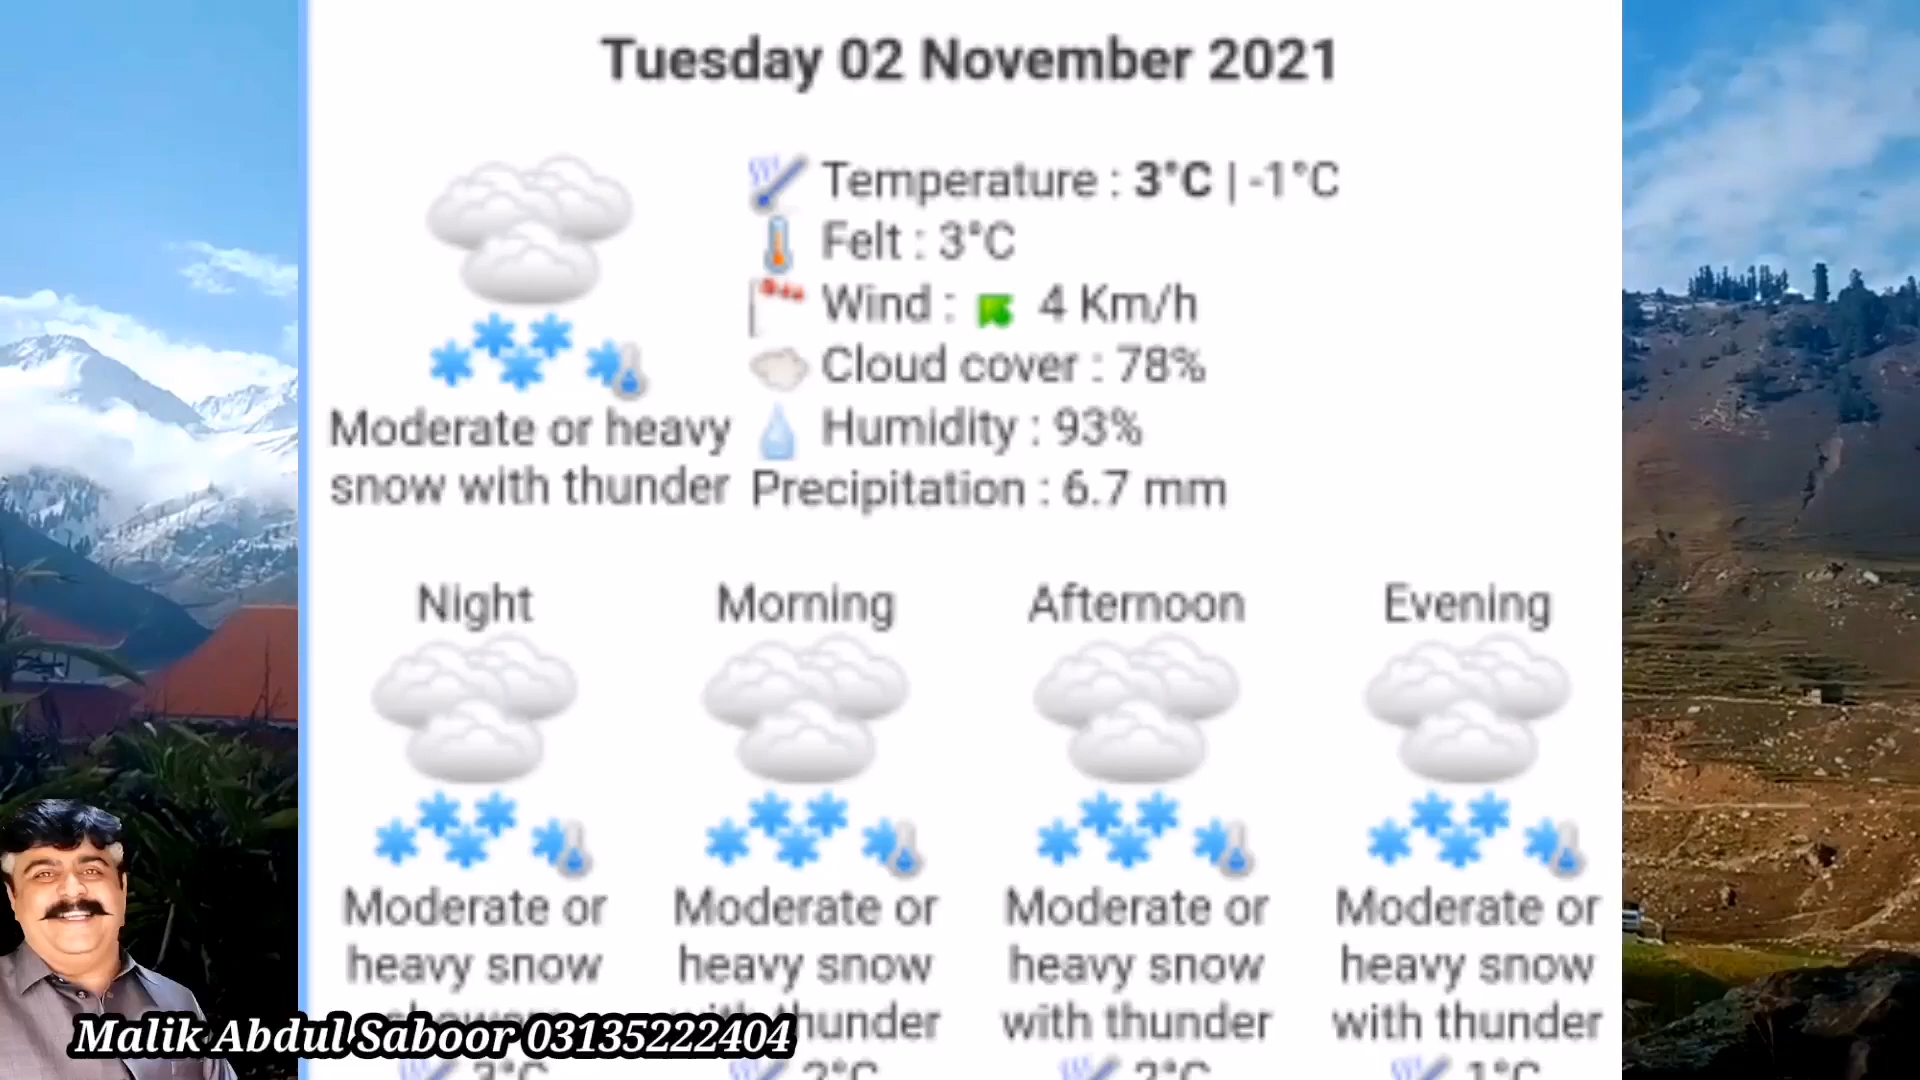 Tuesday 02 November 2021
Temperature : 3°C | -1°C
Felt : 3°C
Wind : 4 Km/h
Cloud cover : 78%
Humidity : 93%
Precipitation : 6.7 mm
Moderate or heavy
snow with thunder
Night
Moderate or
heavy snow
Morning
Moderate or
heavy snow
with thunder
Afternoon
Moderate or
heavy snow
with thunder
Evening
Moderate or
heavy snow
with thunder
Malik Abdul Saboor 03135222404